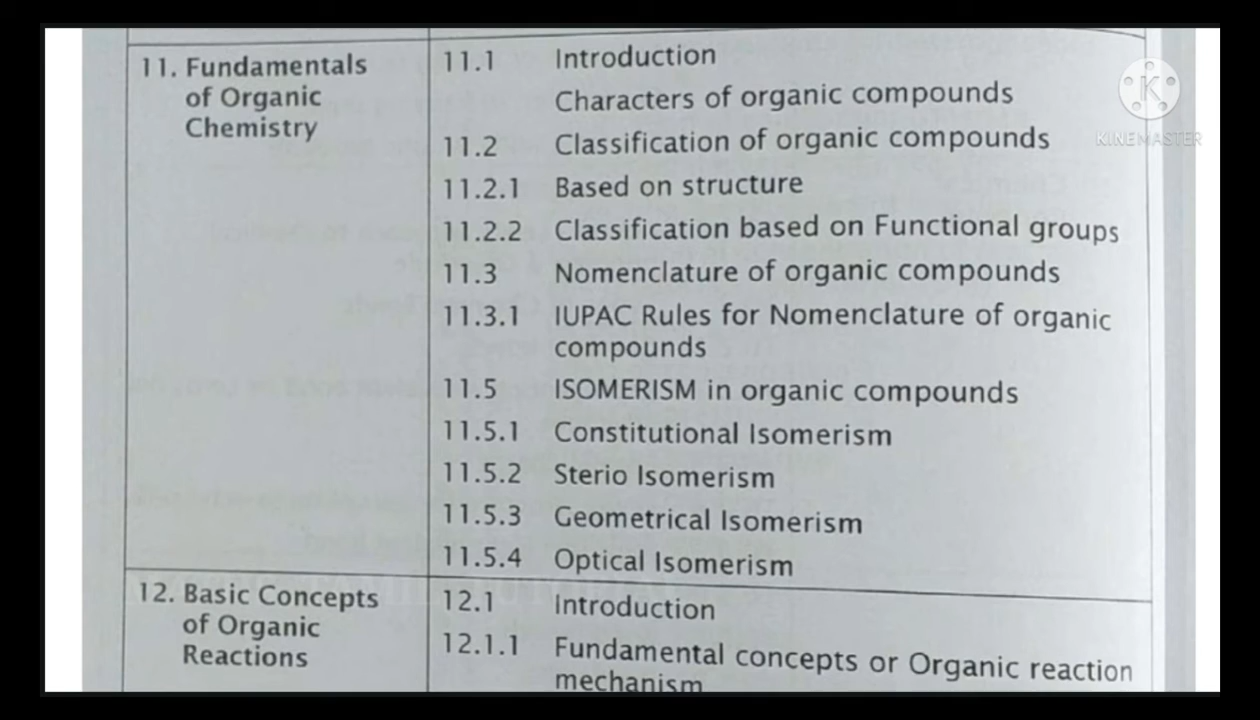 11. Fundamentals
of Organic
Chemistry
11.1 Introduction
Characters of organic compounds
11.2 Classification of organic compounds
11.2.1 Based on structure
11.2.2 Classification based on Functional groups
11.3 Nomenclature of organic compounds
11.3.1 IUPAC Rules for Nomenclature of organic
compounds
11.5 ISOMERISM in organic compounds
11.5.1 Constitutional Isomerism
11.5.2 Sterio Isomerism
11.5.3 Geometrical Isomerism
11.5.4 Optical Isomerism
12. Basic Concepts
of Organic
Reactions
12.1 Introduction
12.1.1 Fundamental concepts or Organic reaction
mechanism
K
KINEMASTER